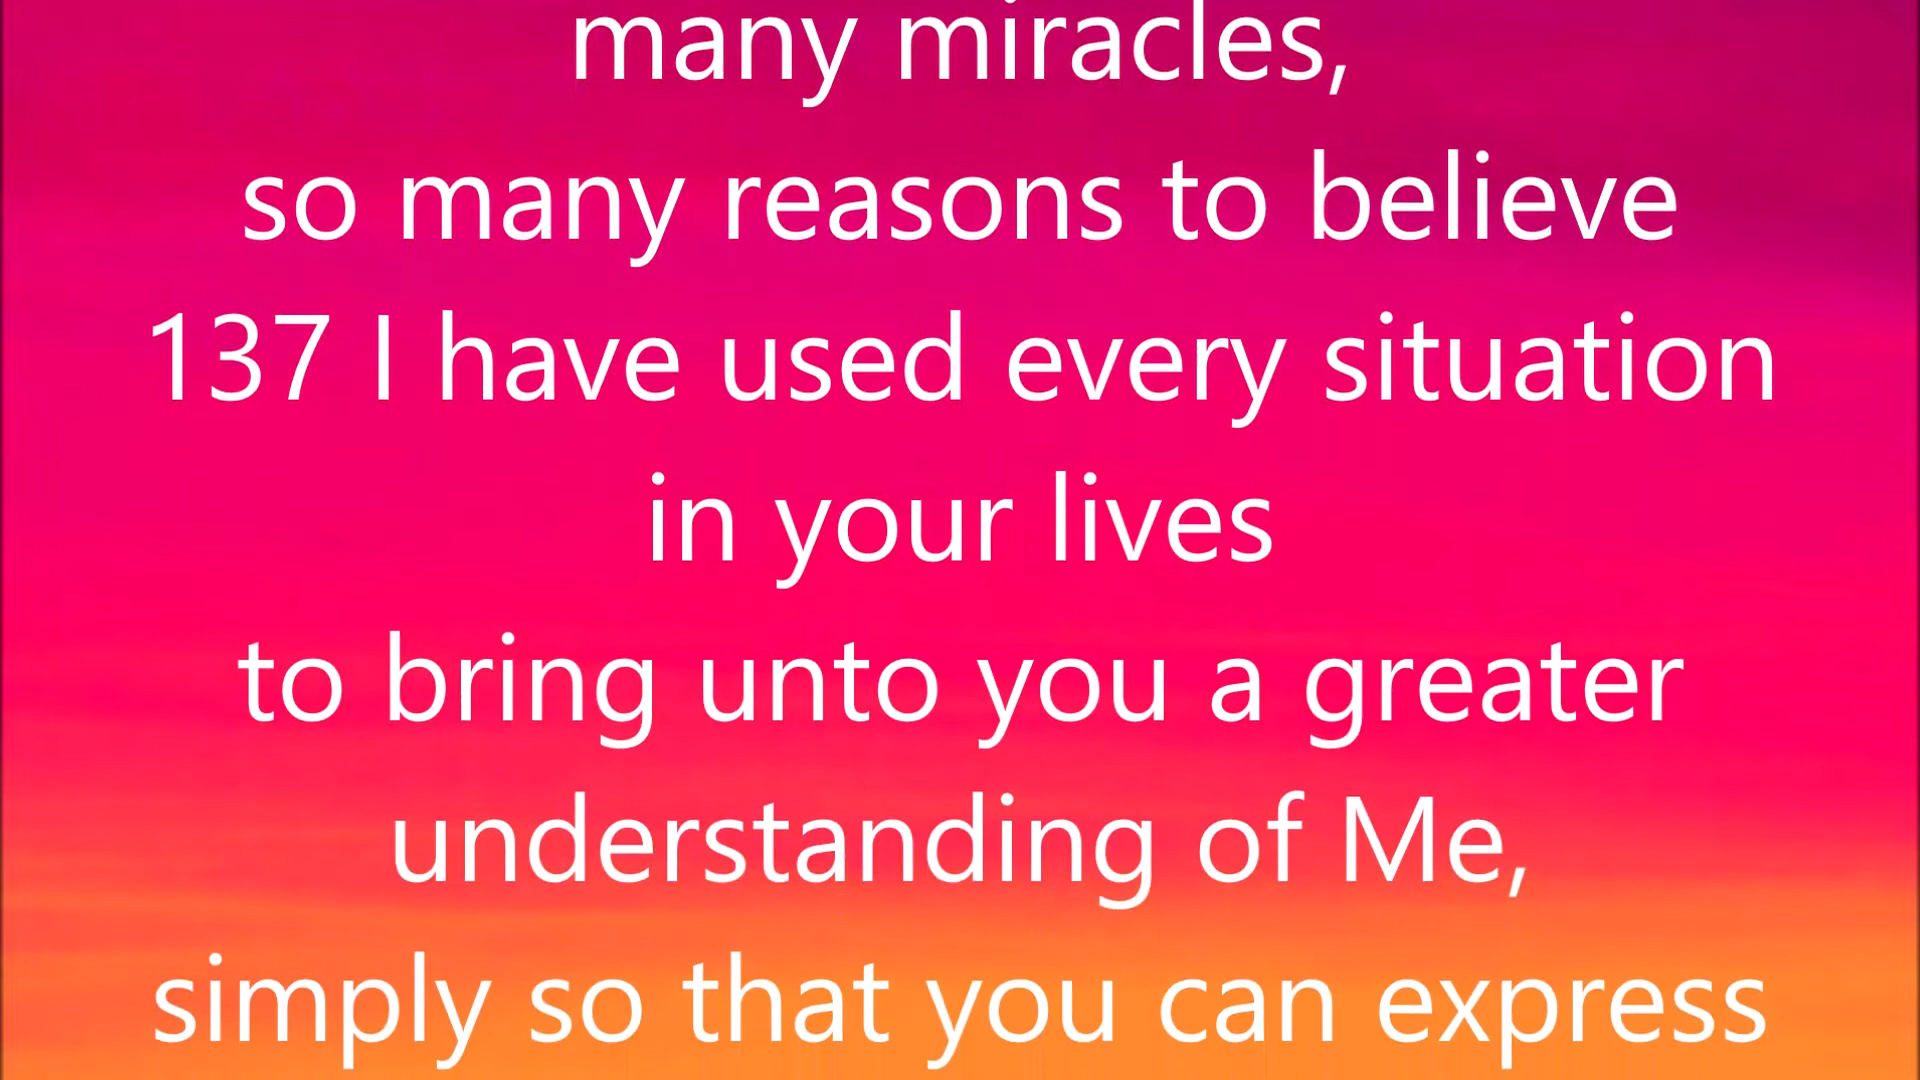 many miracles,
so many reasons to believe
137 I have used every situation
in your lives
to bring unto you a greater
understanding of Me,
simply so that you can express